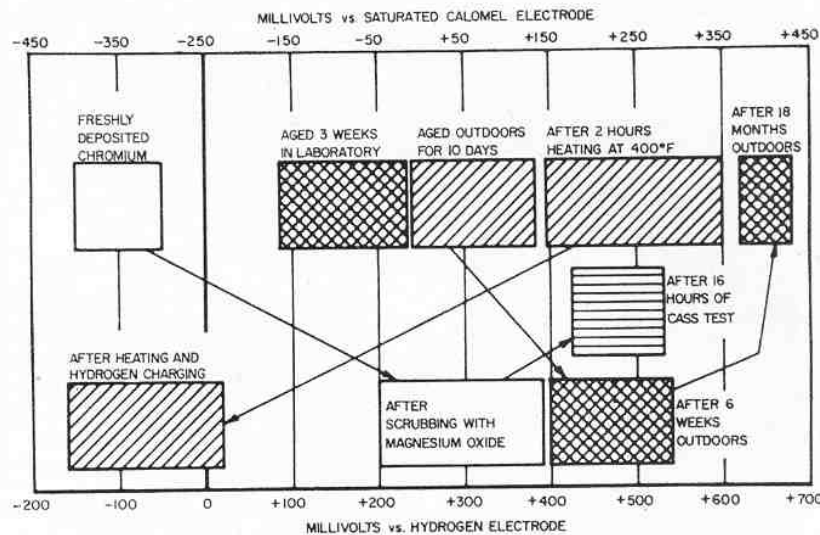 MILLIVOLTS vs. SATURATED CALOMEL ELECTRODE
-450 -350 -250 -150 -50 +50 +150 +250 +350 +450
FRESHLY
DEPOSITED
CHROMIUM
AGED 3 WEEKS
IN LABORATORY
AGED OUTDOORS
FOR 10 DAYS
AFTER 2 HOURS
HEATING AT 400°F
AFTER 18
MONTHS
OUTDOORS
AFTER 16
HOURS OF
CASS TEST
AFTER HEATING AND
HYDROGEN CHARGING
AFTER
SCRUBBING WITH
MAGNESIUM OXIDE
AFTER 6
WEEKS
OUTDOORS
-200 -100 0 +100 +200 +300 +400 +500 +600 +700
MILLIVOLTS vs. HYDROGEN ELECTRODE